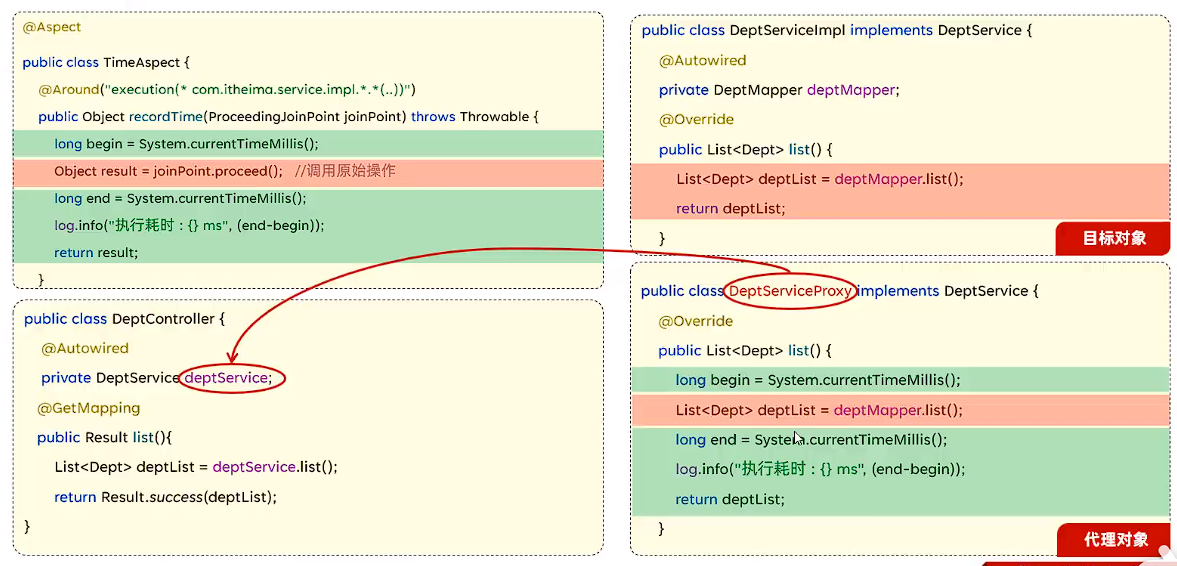 @Aspect
public class TimeAspect {
@Around("execution(* com.itheima.service.impl.*.*(..))")
public Object recordTime(ProceedingJoinPoint joinPoint) throws Throwable {
long begin = System.currentTimeMillis();
Object result = joinPoint.proceed(); //调用原始操作
long end = System.currentTimeMillis();
log.info("执行耗时 : {} ms", (end-begin));
return result;
}
public class DeptController {
@Autowired
private DeptService deptService;
@GetMapping
public Result list(){
List<Dept> deptList = deptService.list();
return Result.success(deptList);
}
public class DeptServiceImpl implements DeptService {
@Autowired
private DeptMapper deptMapper;
@Override
public List<Dept> list() {
List<Dept> deptList = deptMapper.list();
return deptList;
}
目标对象
public class DeptServiceProxy implements DeptService {
@Override
public List<Dept> list() {
long begin = System.currentTimeMillis();
List<Dept> deptList = deptMapper.list();
long end = System.currentTimeMillis();
log.info("执行耗时 : {} ms", (end-begin));
return deptList;
}
代理对象